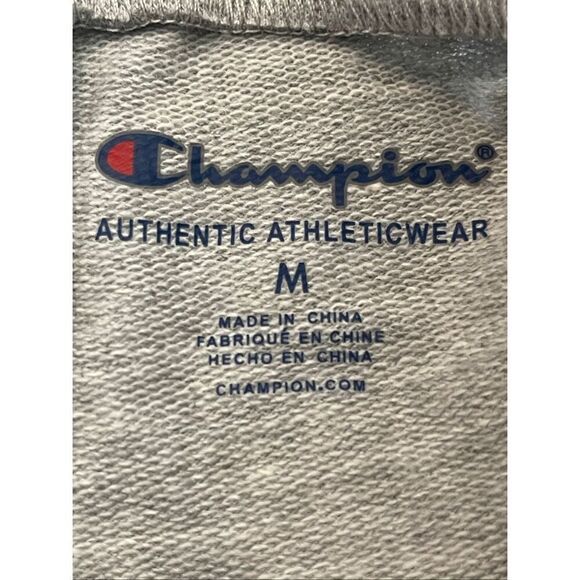 Champion®
AUTHENTIC ATHLETICWEAR
M
MADE IN CHINA
FABRIQUÉ EN CHINE
HECHO EN CHINA
CHAMPION.COM